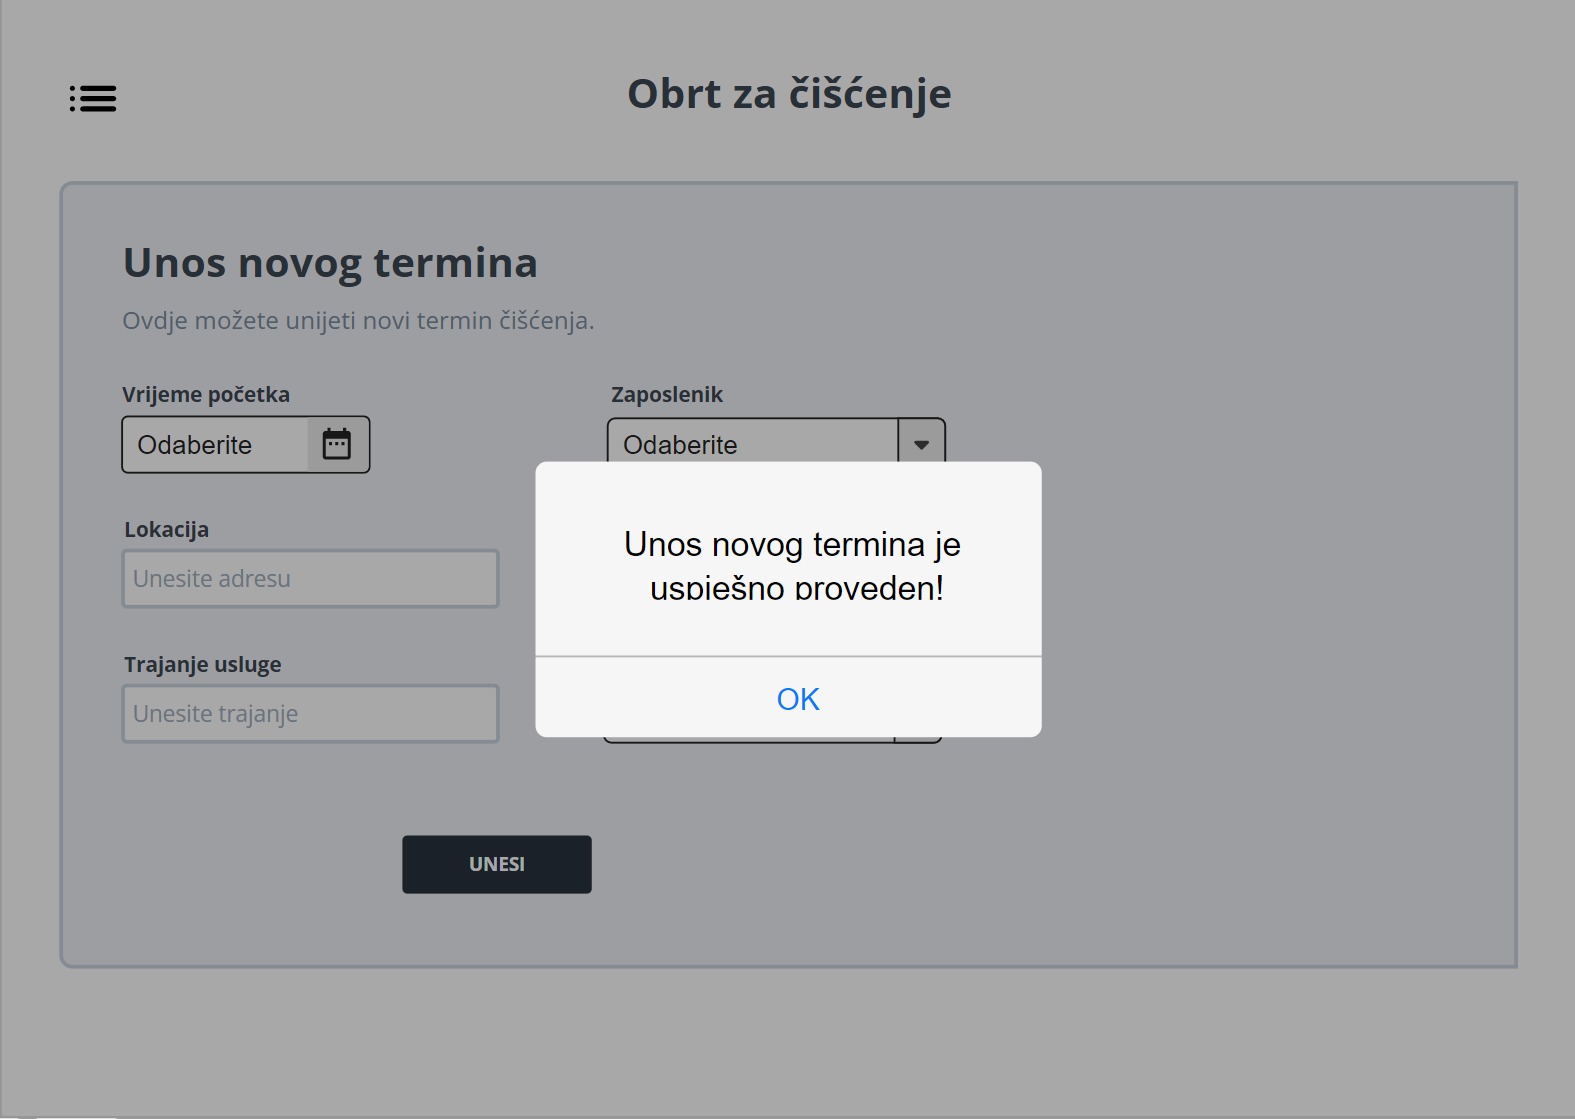 Obrt za čišćenje
Unos novog termina
Ovdje možete unijeti novi termin čišćenja.
Vrijeme početka
Zaposlenik
Odaberite
Odaberite
Lokacija
Unesite adresu
Unos novog termina je
uspješno proveden!
Trajanje usluge
Unesite trajanje
OK
UNESI